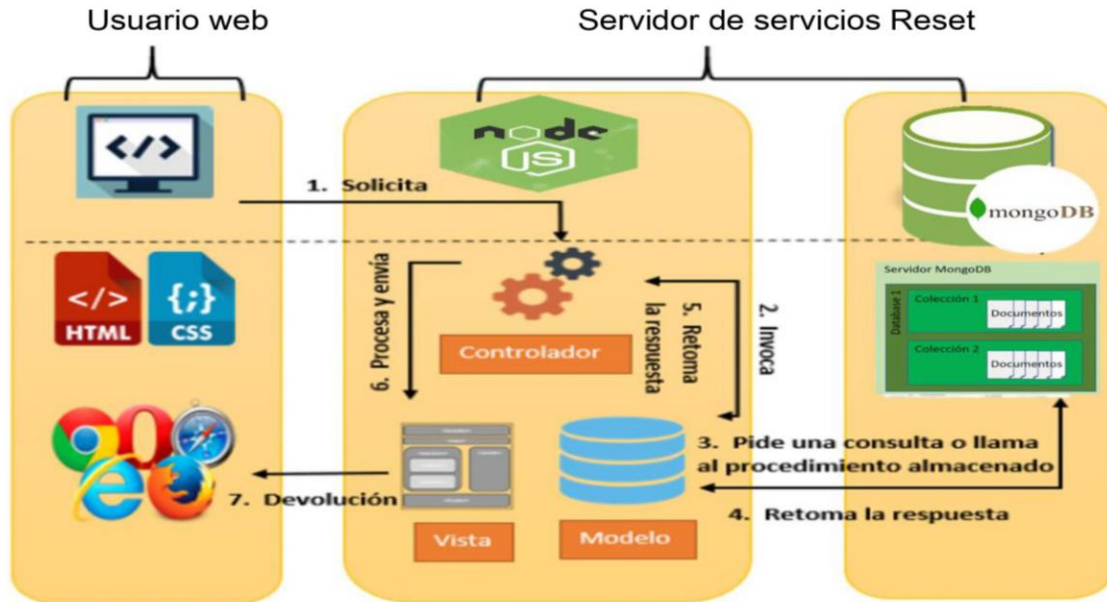 Usuario web
Servidor de servicios Reset
</>
node
JS
mongoDB
1. Solicita
</>
HTML
{;}
CSS
Servidor MongoDB
Database 1
Colección 1
Documentos
Colección 2
Documentos
6. Procesa y envía
5. Retoma
la respuesta
2. Invoca
Controlador
3. Pide una consulta o llama
al procedimiento almacenado
4. Retoma la respuesta
7. Devolución
Vista
Modelo